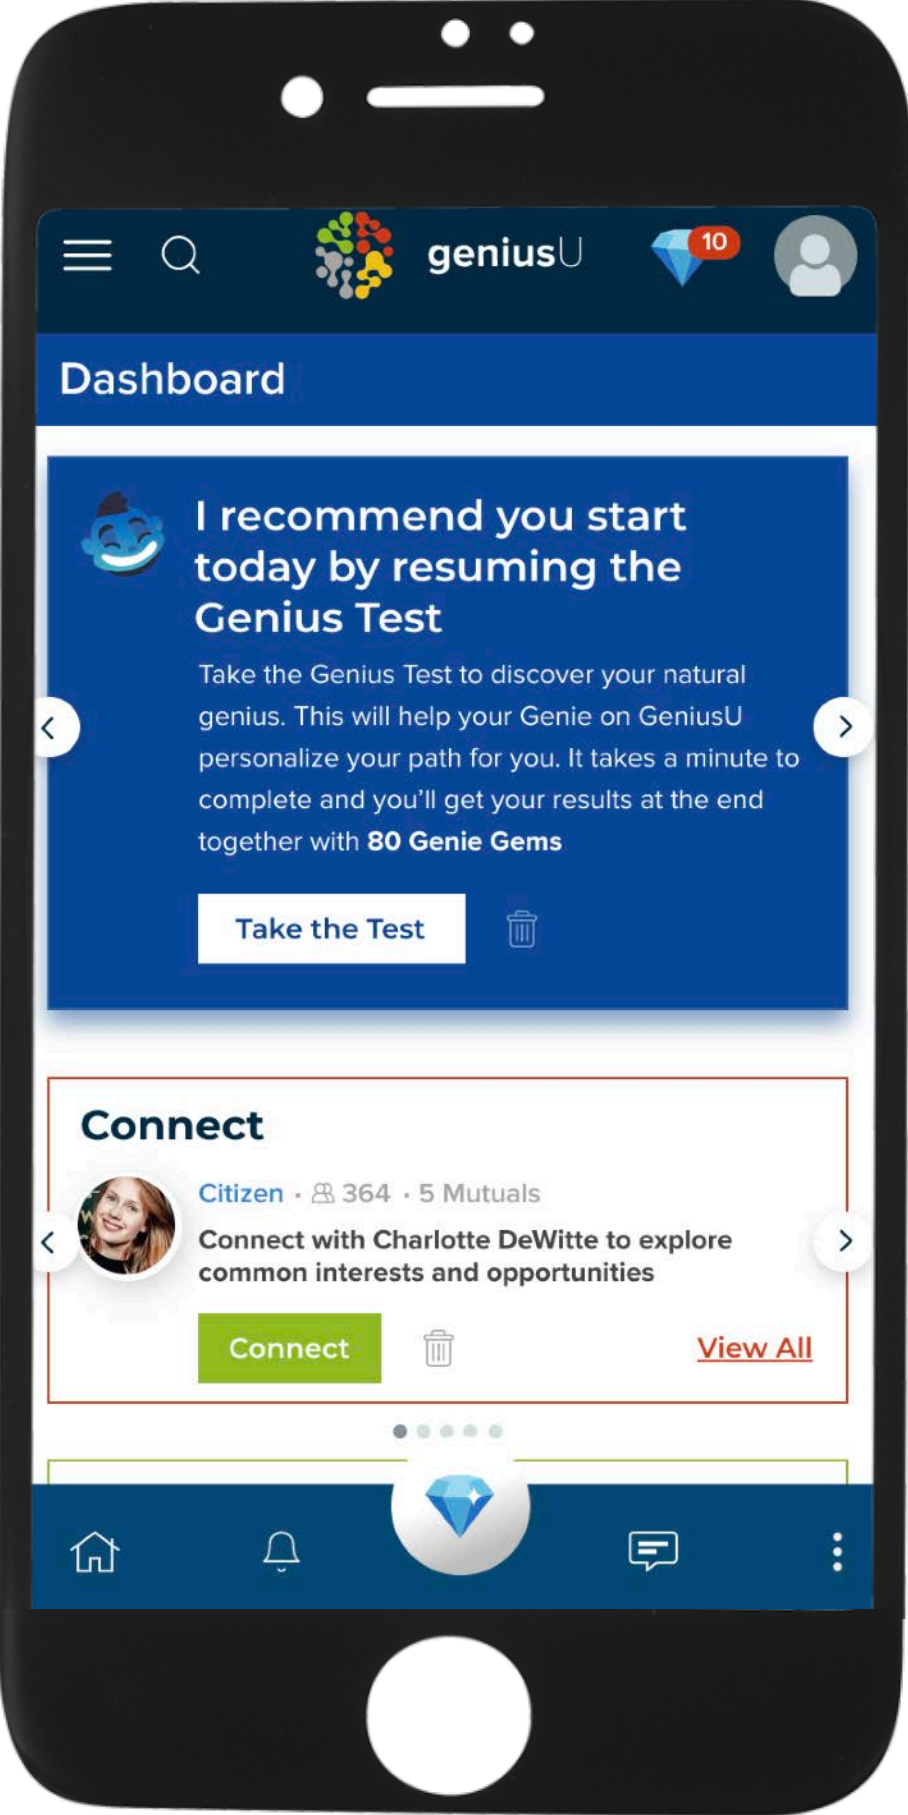 geniusU
10
Dashboard
I recommend you start
today by resuming the
Genius Test
Take the Genius Test to discover your natural
genius. This will help your Genie on GeniusU
personalize your path for you. It takes a minute to
complete and you'll get your results at the end
together with 80 Genie Gems
Take the Test
Connect
Citizen · 364 · 5 Mutuals
Connect with Charlotte DeWitte to explore
common interests and opportunities
Connect
View All